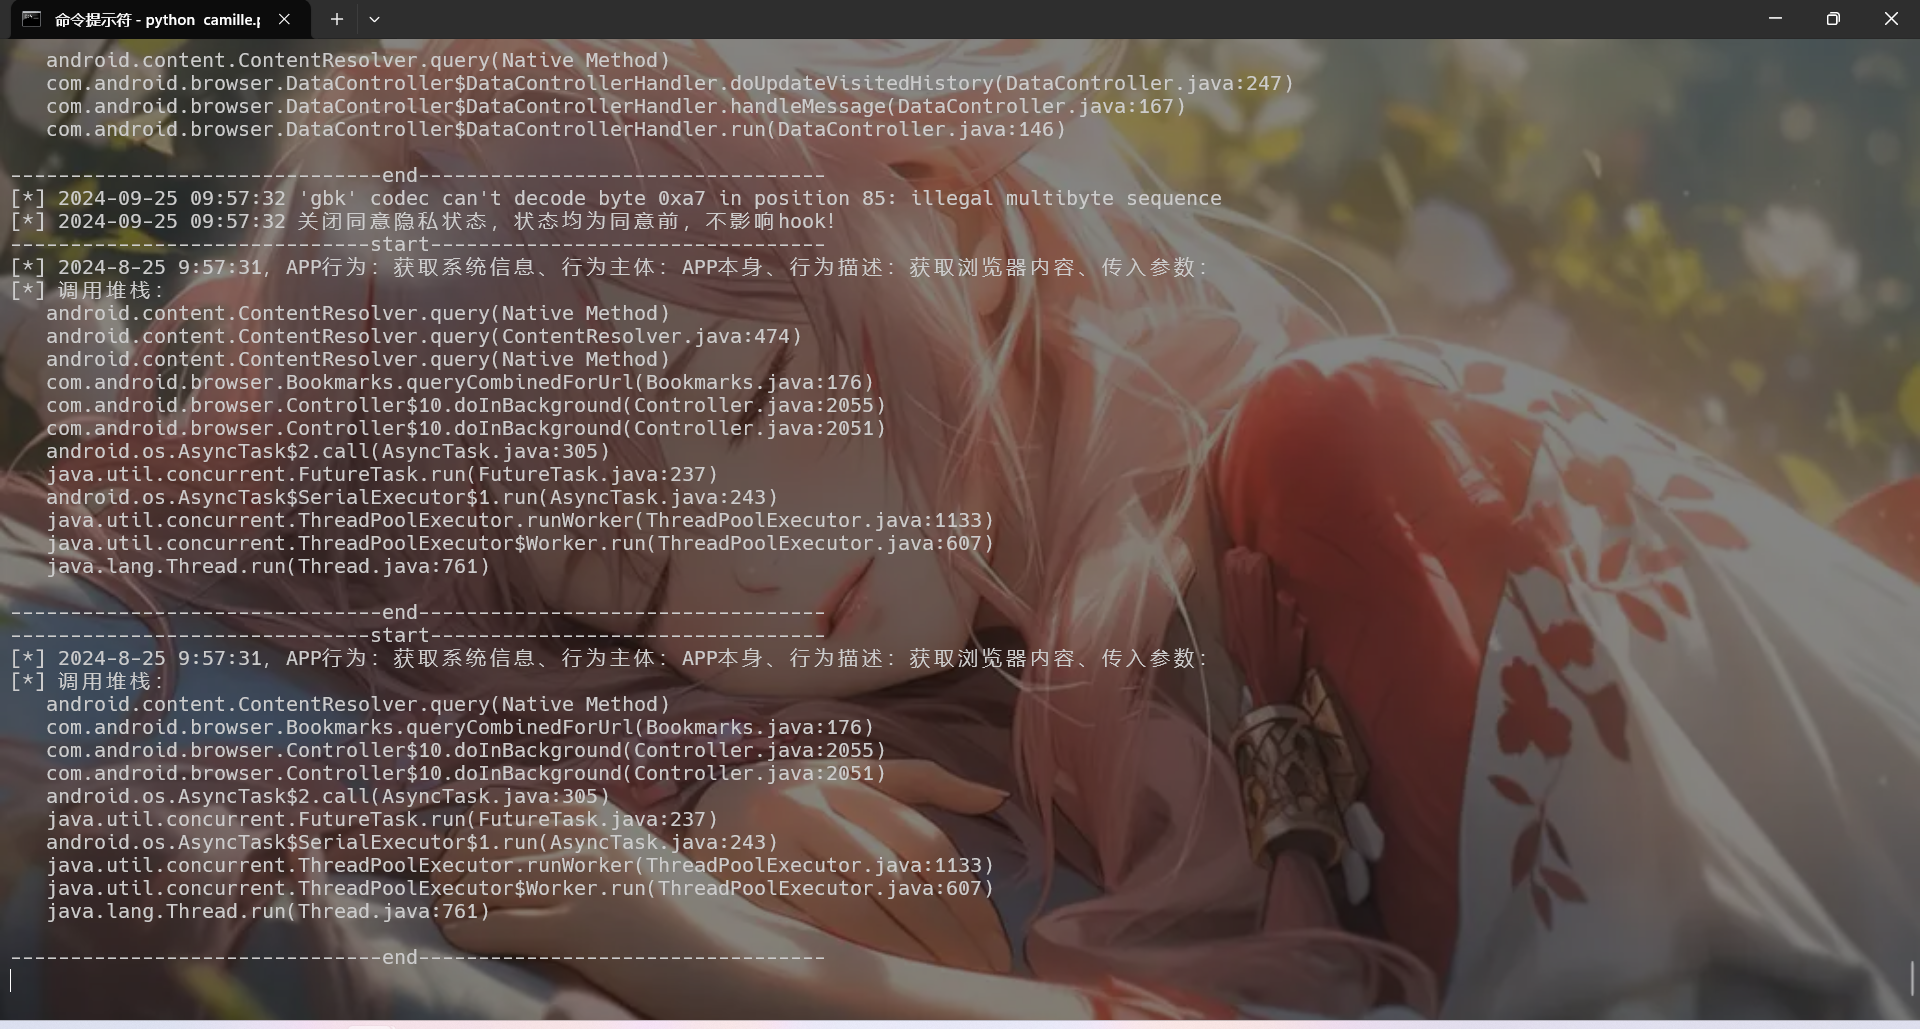 命令提示符 - python  camille.p
android.content.ContentResolver.query(Native Method)
com.android.browser.DataController$DataControllerHandler.doUpdateVisitedHistory(DataController.java:247)
com.android.browser.DataController$DataControllerHandler.handleMessage(DataController.java:167)
com.android.browser.DataController$DataControllerHandler.run(DataController.java:146)
-------------------------------end----------------------------------
[*] 2024-09-25 09:57:32 'gbk' codec can't decode byte 0xa7 in position 85: illegal multibyte sequence
[*] 2024-09-25 09:57:32 关闭同意隐私状态，状态均为同意前，不影响hook!
------------------------------start---------------------------------
[*] 2024-8-25 9:57:31, APP行为：获取系统信息、行为主体：APP本身、行为描述：获取浏览器内容、传入参数：
[*] 调用堆栈：
android.content.ContentResolver.query(Native Method)
android.content.ContentResolver.query(ContentResolver.java:474)
android.content.ContentResolver.query(Native Method)
com.android.browser.Bookmarks.queryCombinedForUrl(Bookmarks.java:176)
com.android.browser.Controller$10.doInBackground(Controller.java:2055)
com.android.browser.Controller$10.doInBackground(Controller.java:2051)
android.os.AsyncTask$2.call(AsyncTask.java:305)
java.util.concurrent.FutureTask.run(FutureTask.java:237)
android.os.AsyncTask$SerialExecutor$1.run(AsyncTask.java:243)
java.util.concurrent.ThreadPoolExecutor.runWorker(ThreadPoolExecutor.java:1133)
java.util.concurrent.ThreadPoolExecutor$Worker.run(ThreadPoolExecutor.java:607)
java.lang.Thread.run(Thread.java:761)
-------------------------------end----------------------------------
------------------------------start---------------------------------
[*] 2024-8-25 9:57:31, APP行为：获取系统信息、行为主体：APP本身、行为描述：获取浏览器内容、传入参数：
[*] 调用堆栈：
android.content.ContentResolver.query(Native Method)
com.android.browser.Bookmarks.queryCombinedForUrl(Bookmarks.java:176)
com.android.browser.Controller$10.doInBackground(Controller.java:2055)
com.android.browser.Controller$10.doInBackground(Controller.java:2051)
android.os.AsyncTask$2.call(AsyncTask.java:305)
java.util.concurrent.FutureTask.run(FutureTask.java:237)
android.os.AsyncTask$SerialExecutor$1.run(AsyncTask.java:243)
java.util.concurrent.ThreadPoolExecutor.runWorker(ThreadPoolExecutor.java:1133)
java.util.concurrent.ThreadPoolExecutor$Worker.run(ThreadPoolExecutor.java:607)
java.lang.Thread.run(Thread.java:761)
-------------------------------end----------------------------------